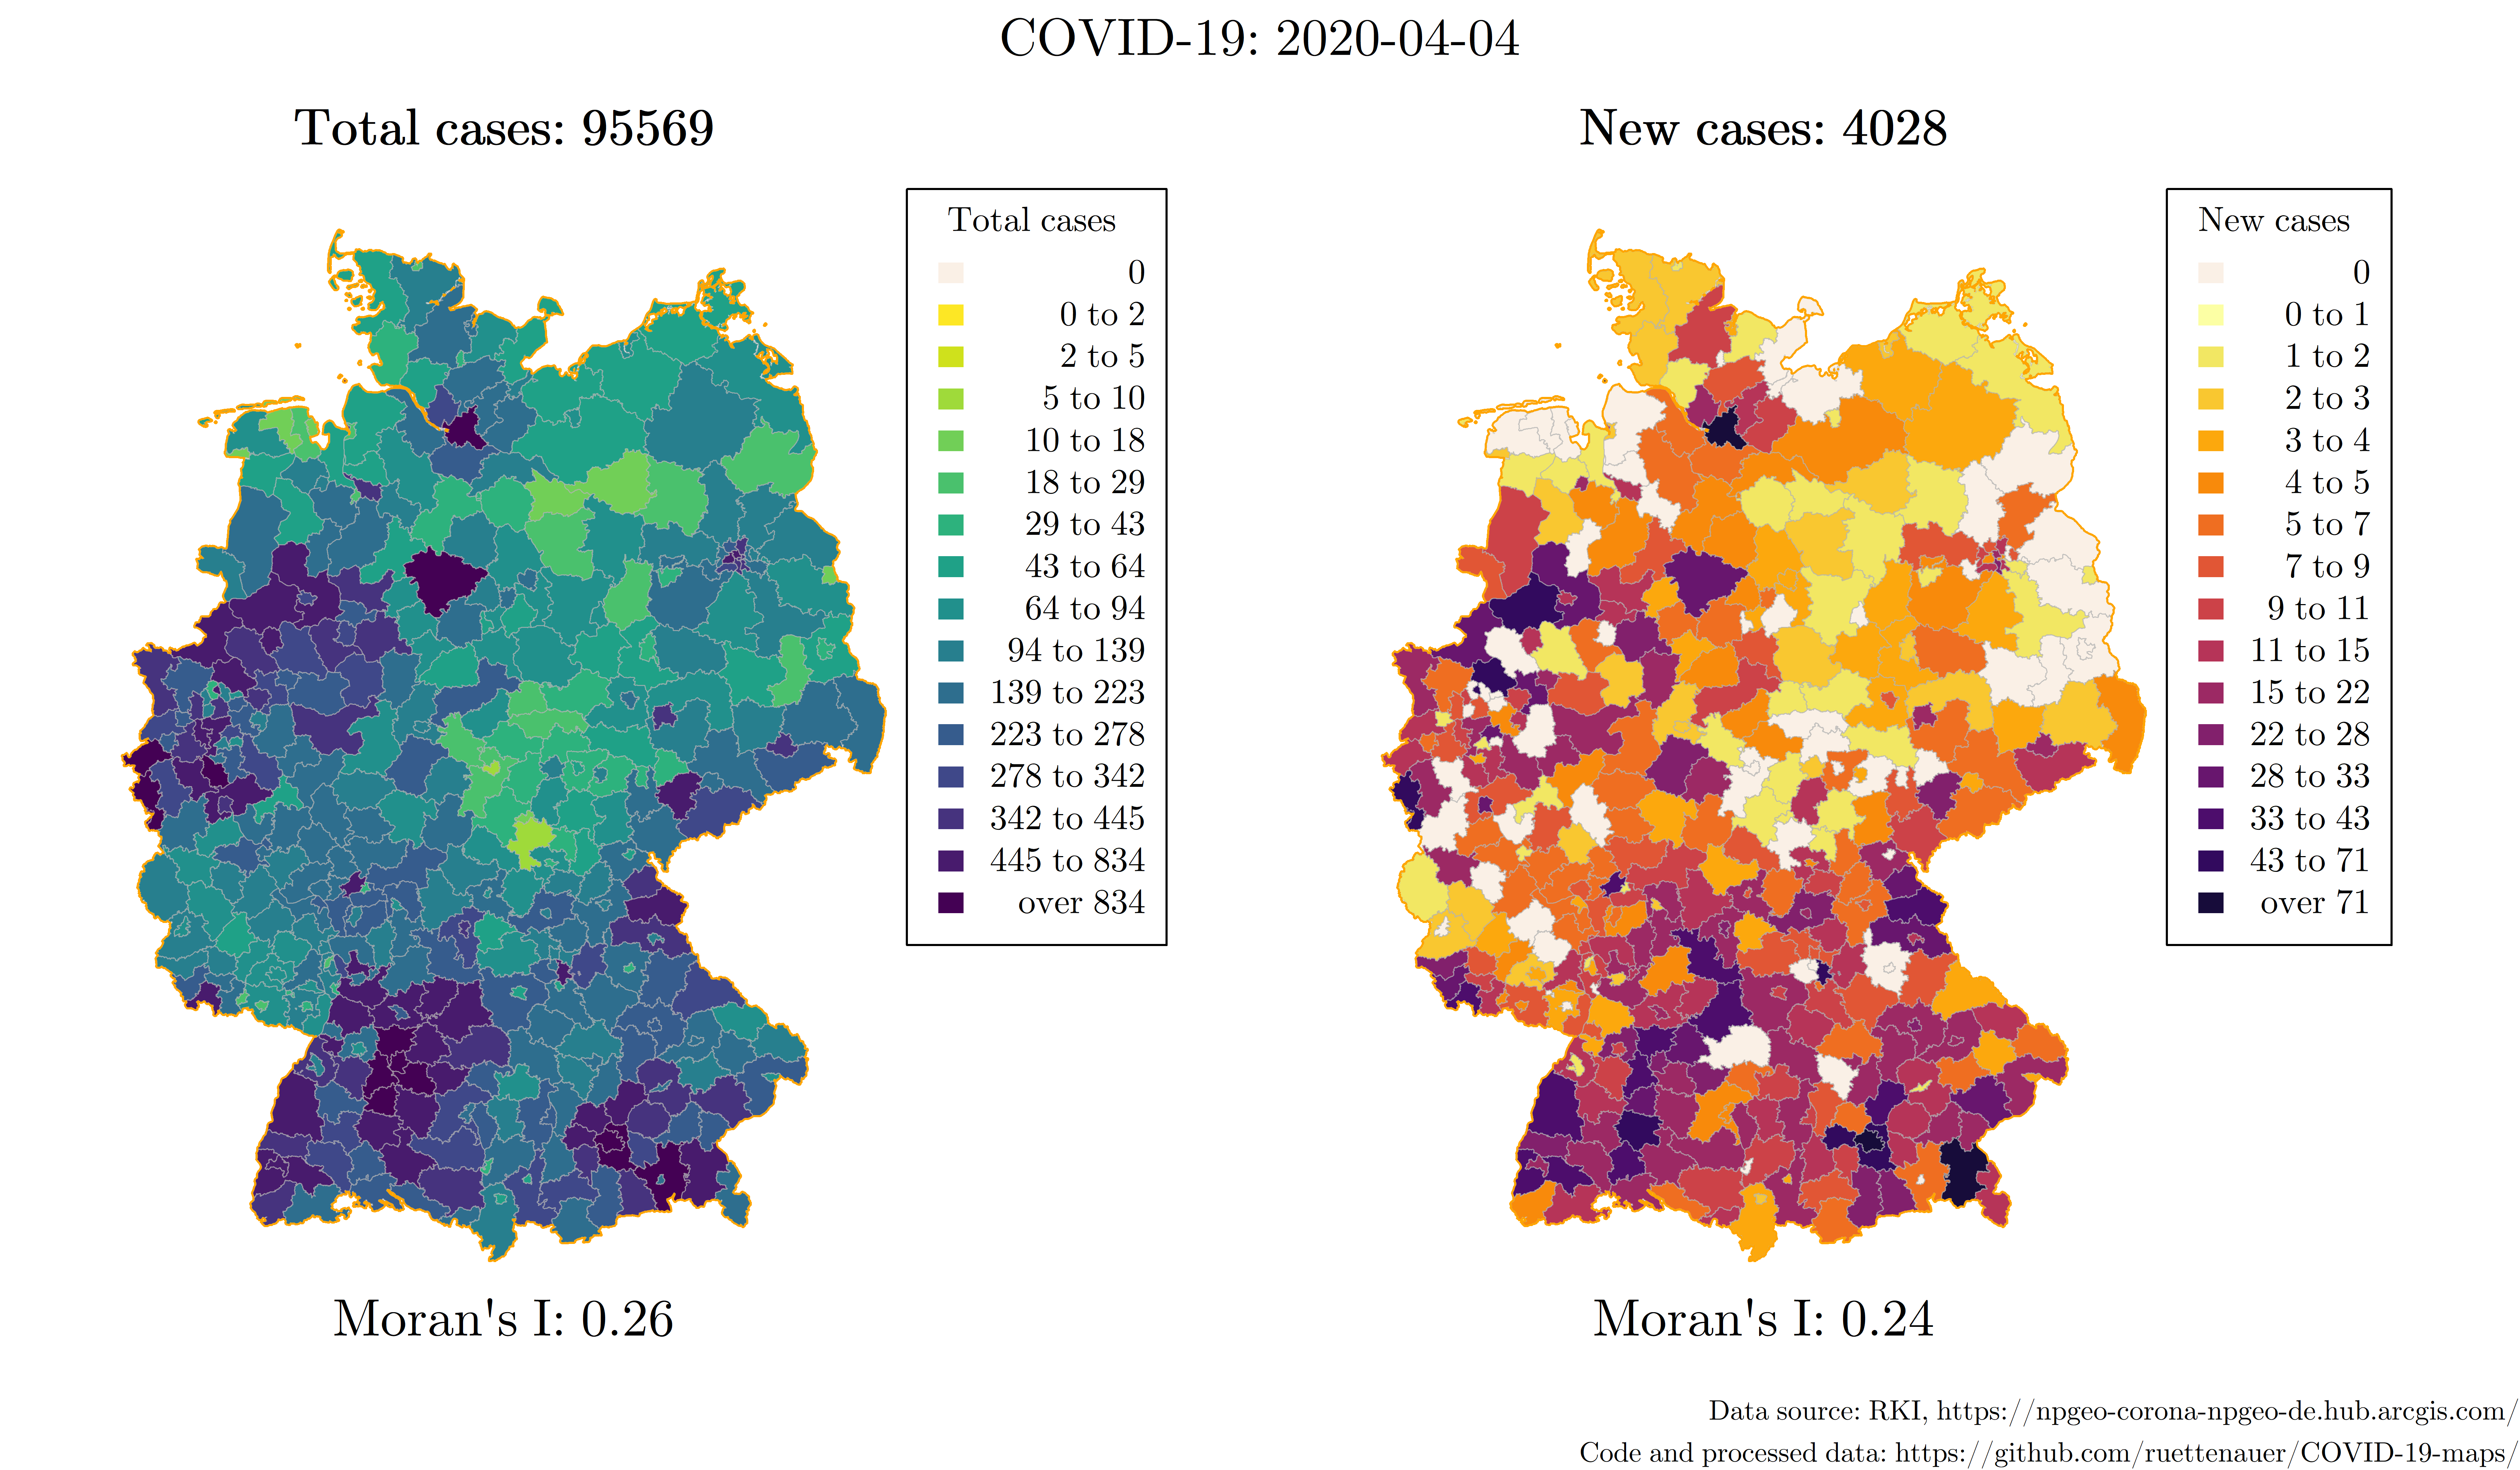 COVID-19: 2020-04-04
Total cases: 95569
Total cases
0
0 to 2
2 to 5
5 to 10
10 to 18
18 to 29
29 to 43
43 to 64
64 to 94
94 to 139
139 to 223
223 to 278
278 to 342
342 to 445
445 to 834
over 834
Moran's I: 0.26
New cases: 4028
New cases
0
0 to 1
1 to 2
2 to 3
3 to 4
4 to 5
5 to 7
7 to 9
9 to 11
11 to 15
15 to 22
22 to 28
28 to 33
33 to 43
43 to 71
over 71
Moran's I: 0.24
Data source: RKI, https://npgeo-corona-npgeo-de.hub.arcgis.com/
Code and processed data: https://github.com/ruettenauer/COVID-19-maps/